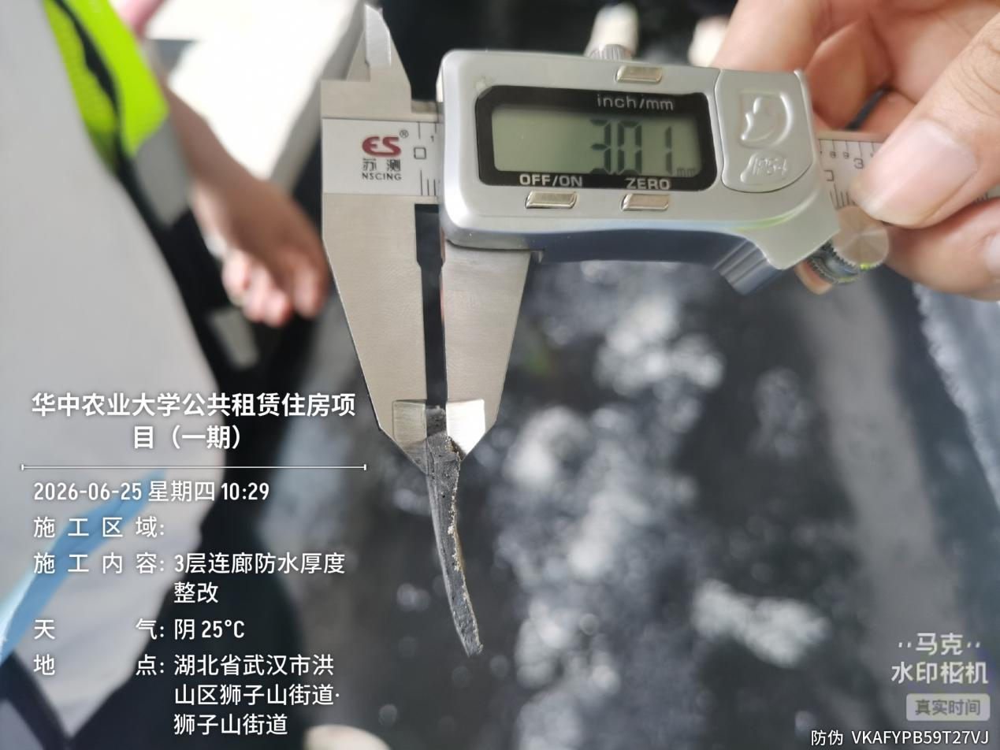 inch/mm
3.01 mm
OFF/ON ZERO
ES®
苏测
NSCING
IP54
华中农业大学公共租赁住房项
目（一期）
2026-06-25 星期四 10:29
施工区域:
施工内容: 3层连廊防水厚度
整改
天气: 阴 25°C
地点: 湖北省武汉市洪
山区狮子山街道·
狮子山街道
马克
水印相机
真实时间
防伪 VKAFYPB59T27VJ